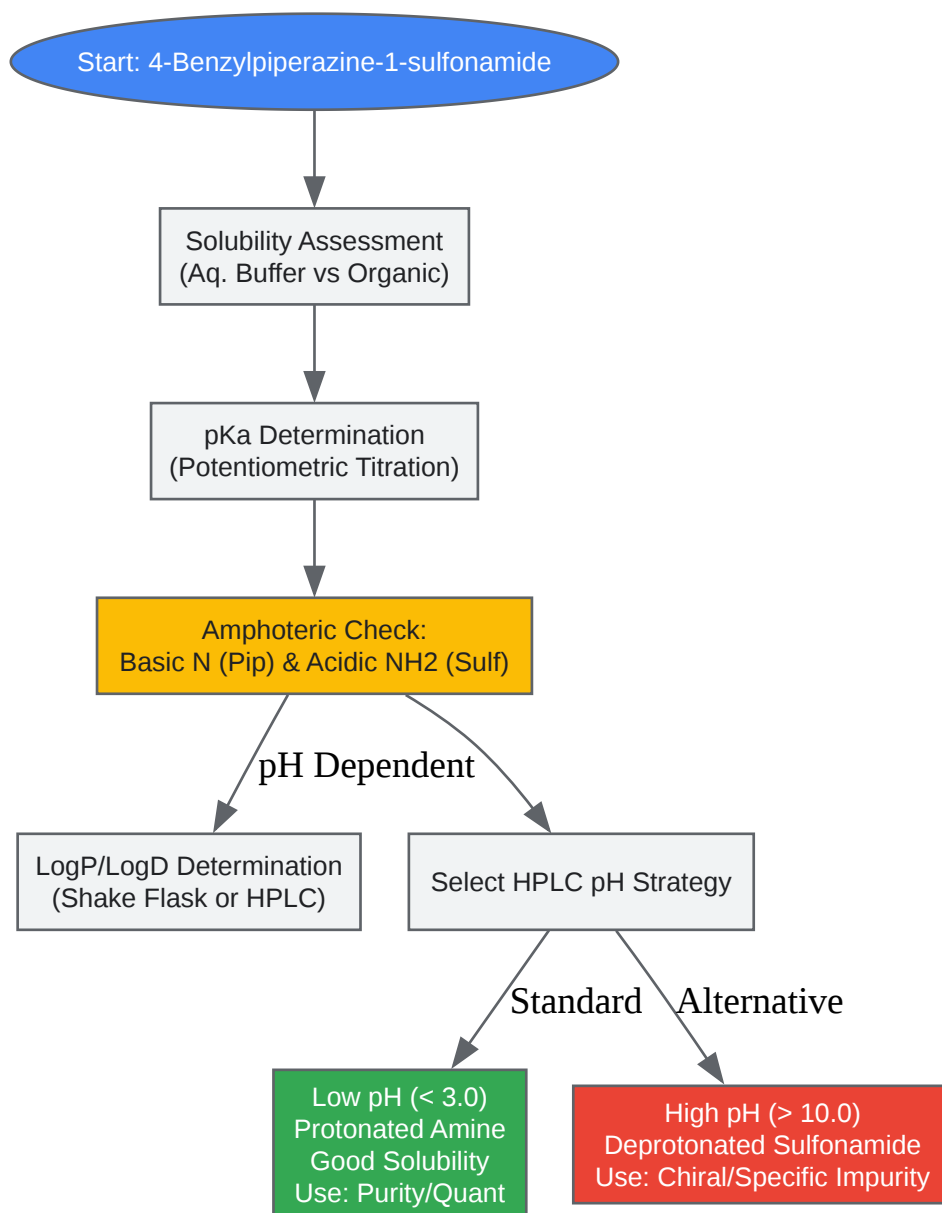 Start: 4-Benzylpiperazine-1-sulfonamide
Solubility Assessment
(Aq. Buffer vs Organic)
pKa Determination
(Potentiometric Titration)
Amphoteric Check:
Basic N (Pip) & Acidic NH2 (Sulf)
pH Dependent
LogP/LogD Determination
(Shake Flask or HPLC)
Select HPLC pH Strategy
Standard
Alternative
Low pH (< 3.0)
Protonated Amine
Good Solubility
Use: Purity/Quant
High pH (> 10.0)
Deprotonated Sulfonamide
Use: Chiral/Specific Impurity